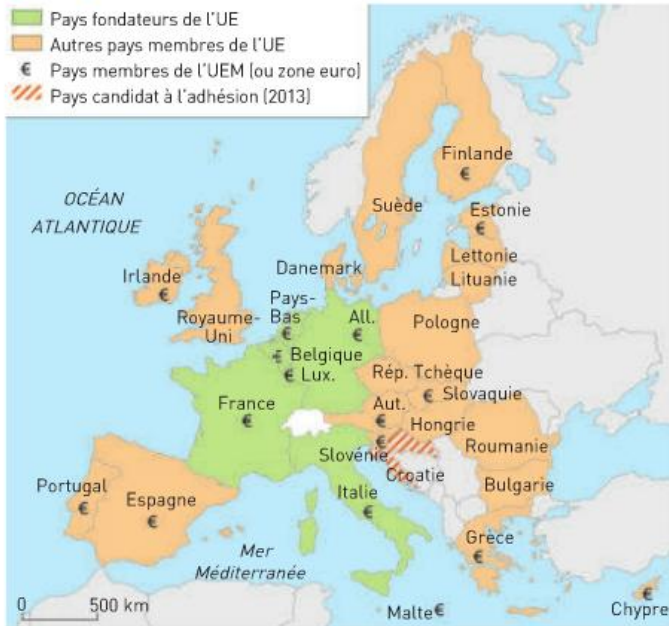 Pays fondateurs de l'UE
Autres pays membres de l'UE
€ Pays membres de l'UEM (ou zone euro)
Pays candidat à l'adhésion (2013)
OCÉAN
ATLANTIQUE
Finlande
€
Suède
Estonie
€
Lettonie
Lituanie
Irlande
€
Danemark
Royaume-
Uni
Pays-
Bas
€
All.
€
Pologne
€ Belgique
€ Lux.
Rép. Tchèque
€ Slovaquie
France
€
Aut.
€
Hongrie
€
Slovénie
Roumanie
Croatie
Bulgarie
Portugal
€
Espagne
€
Italie
€
Grèce
€
Mer
Méditerranée
0 500 km
Malte €
€
Chypre